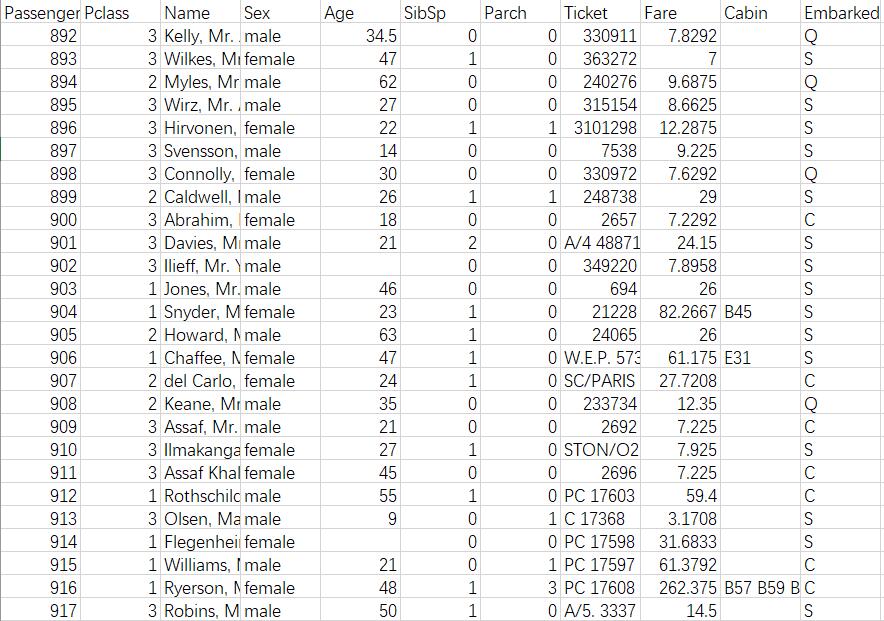 Passenger Pclass Name Sex Age SibSp Parch Ticket Fare Cabin Embarked
892 3 Kelly, Mr. male 34.5 0 0 330911 7.8292 Q
893 3 Wilkes, Mr female 47 1 0 363272 7 S
894 2 Myles, Mr male 62 0 0 240276 9.6875 Q
895 3 Wirz, Mr. male 27 0 0 315154 8.6625 S
896 3 Hirvonen, female 22 1 1 3101298 12.2875 S
897 3 Svensson, male 14 0 0 7538 9.225 S
898 3 Connolly, female 30 0 0 330972 7.6292 Q
899 2 Caldwell, male 26 1 1 248738 29 S
900 3 Abrahim, female 18 0 0 2657 7.2292 C
901 3 Davies, M male 21 2 0 A/4 48871 24.15 S
902 3 Ilieff, Mr. Y male 0 0 349220 7.8958 S
903 1 Jones, Mr. male 46 0 0 694 26 S
904 1 Snyder, M female 23 1 0 21228 82.2667 B45 S
905 2 Howard, M male 63 1 0 24065 26 S
906 1 Chaffee, M female 47 1 0 W.E.P. 573 61.175 E31 S
907 2 del Carlo, female 24 1 0 SC/PARIS 27.7208 C
908 2 Keane, Mr male 35 0 0 233734 12.35 Q
909 3 Assaf, Mr. male 21 0 0 2692 7.225 C
910 3 Ilmakanga female 27 1 0 STON/O2 7.925 S
911 3 Assaf Khal female 45 0 0 2696 7.225 C
912 1 Rothschild male 55 1 0 PC 17603 59.4 C
913 3 Olsen, Ma male 9 0 1 C 17368 3.1708 S
914 1 Flegenhei female 0 0 PC 17598 31.6833 S
915 1 Williams, male 21 0 1 PC 17597 61.3792 C
916 1 Ryerson, M female 48 1 3 PC 17608 262.375 B57 B59 B C
917 3 Robins, M male 50 1 0 A/5. 3337 14.5 S